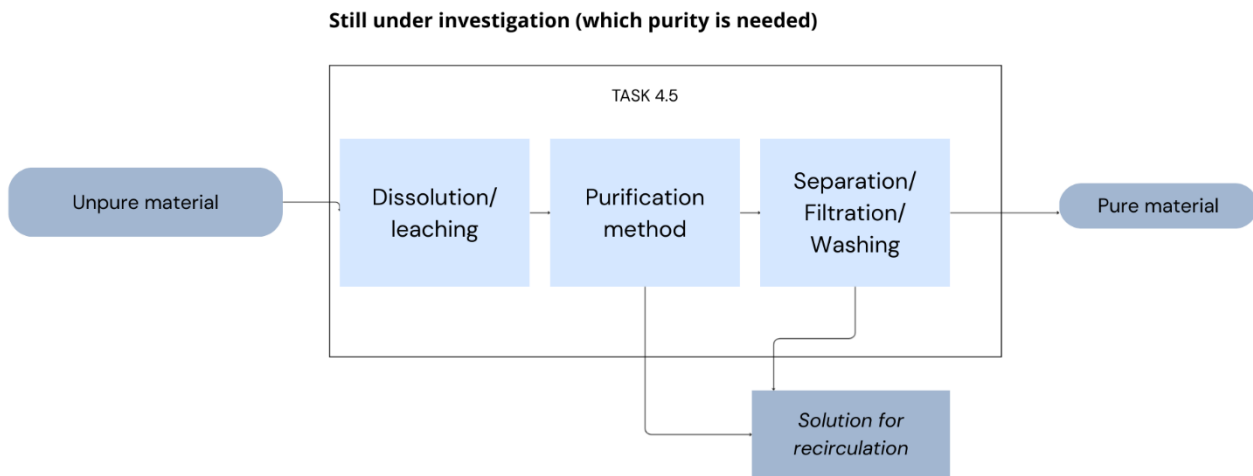 Still under investigation (which purity is needed)
TASK 4.5
Unpure material
Dissolution/
leaching
Purification
method
Separation/
Filtration/
Washing
Pure material
Solution for
recirculation